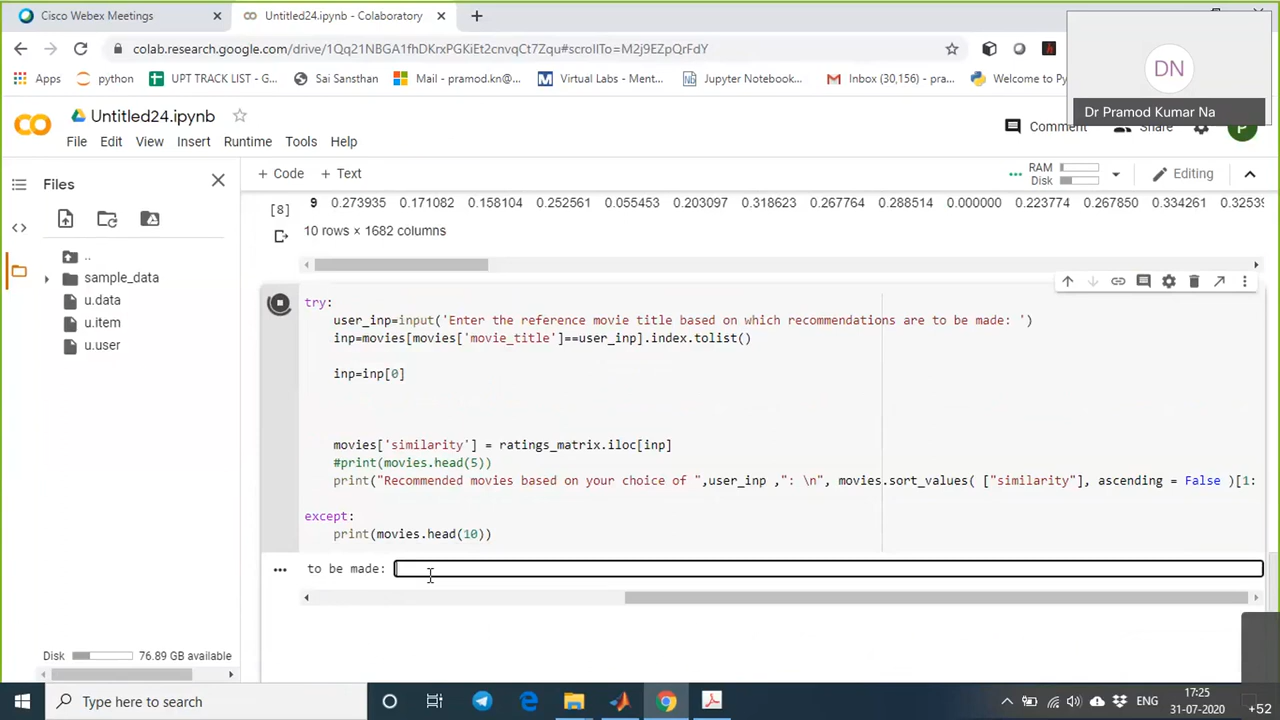 Cisco Webex Meetings
Untitled24.ipynb - Colaboratory
colab.research.google.com/drive/1Qq21NBGA1fhDKrxPGKiEt2cnvqCt7Zqu#scrollTo=M2j9EZpQrFdY
Apps
python
UPT TRACK LIST - G...
Sai Sansthan
Mail - pramod.kn@...
Virtual Labs - Ment...
Jupyter Notebook...
Inbox (30,156) - pra...
Welcome to Py
DN
Dr Pramod Kumar Na
Untitled24.ipynb
File Edit View Insert Runtime Tools Help
Comment
Share
P
+ Code + Text
RAM
Disk
Editing
Files
..
sample_data
u.data
u.item
u.user
Disk 76.89 GB available
[8]
9 0.273935 0.171082 0.158104 0.252561 0.055453 0.203097 0.318623 0.267764 0.288514 0.000000 0.223774 0.267850 0.334261 0.32539
10 rows × 1682 columns
try:
user_inp=input('Enter the reference movie title based on which recommendations are to be made: ')
inp=movies[movies['movie_title']==user_inp].index.tolist()
inp=inp[0]
movies['similarity'] = ratings_matrix.iloc[inp]
#print(movies.head(5))
print("Recommended movies based on your choice of ",user_inp ,": \n", movies.sort_values( ["similarity"], ascending = False )[1:
except:
print(movies.head(10))
to be made:
Type here to search
ENG
17:25
31-07-2020
+52